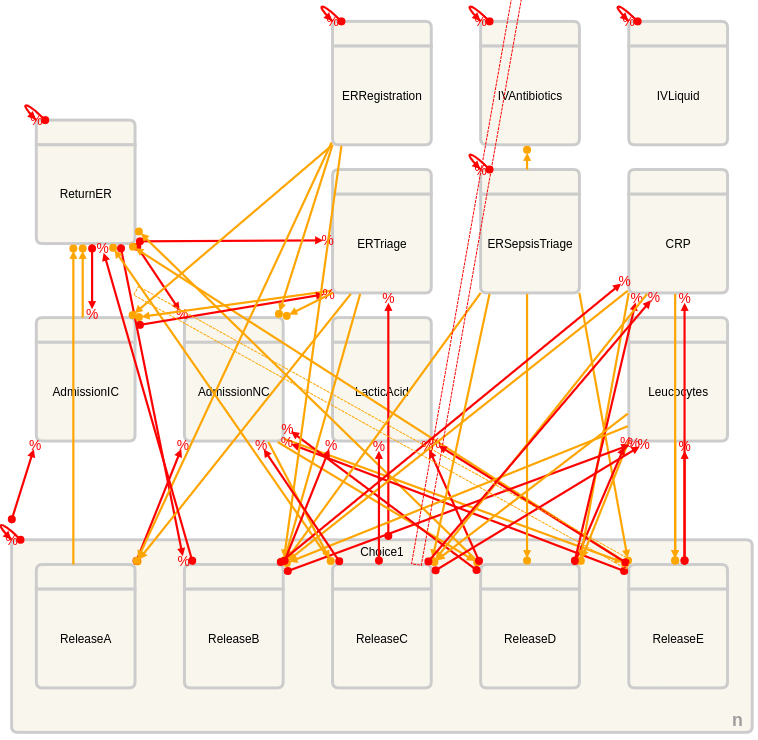 % % %
ERRegistration IVAntibiotics IVLiquid
%
%
ReturnER
% ERTriage ERSepsisTriage CRP
%
%
% % % % %
% %
AdmissionIC AdmissionNC LacticAcid Leucocytes
%
% % % % % % % % % % % %
%
Choice1
%
ReleaseA ReleaseB ReleaseC ReleaseD ReleaseE
n